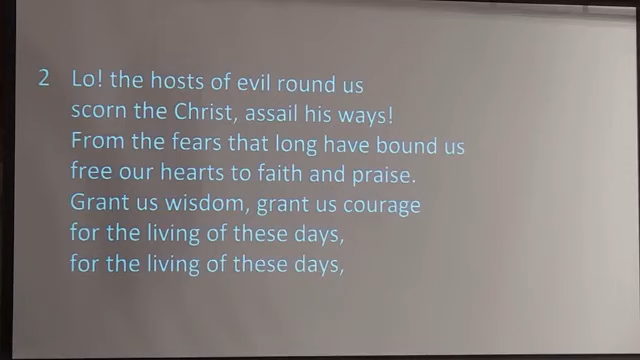 2 Lo! the hosts of evil round us
scorn the Christ, assail his ways!
From the fears that long have bound us
free our hearts to faith and praise.
Grant us wisdom, grant us courage
for the living of these days,
for the living of these days,